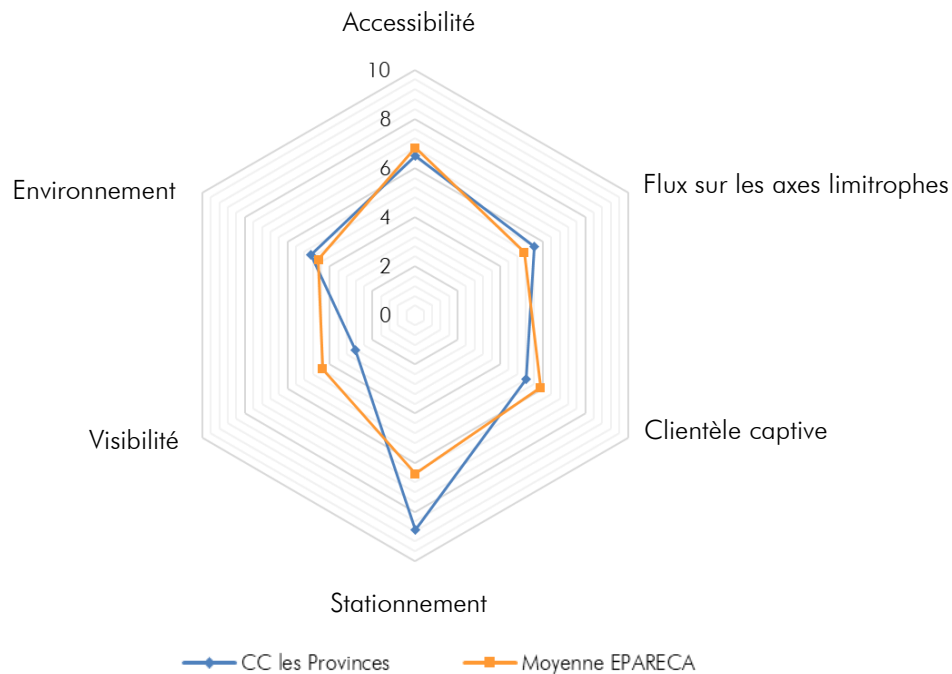 Accessibilité
10
8
6
4
2
0
Flux sur les axes limitrophes
Clientèle captive
Stationnement
Visibilité
Environnement
CC les Provinces
Moyenne EPARECA